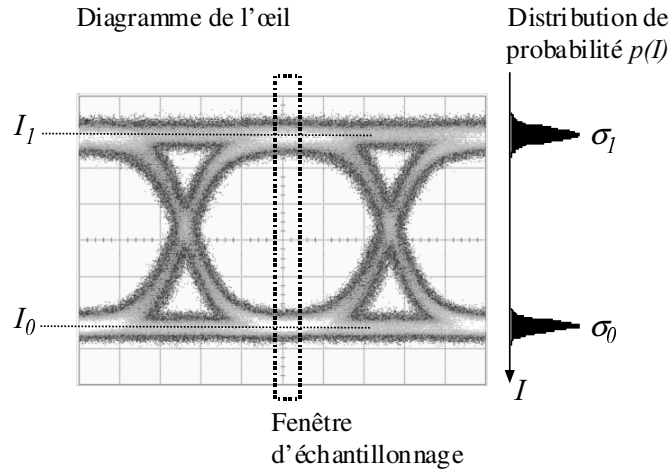 Diagramme de l'œil
Distribution de
probabilité p(I)
I₁
σ₁
I₀
σ₀
I
Fenêtre
d'échantillonnage